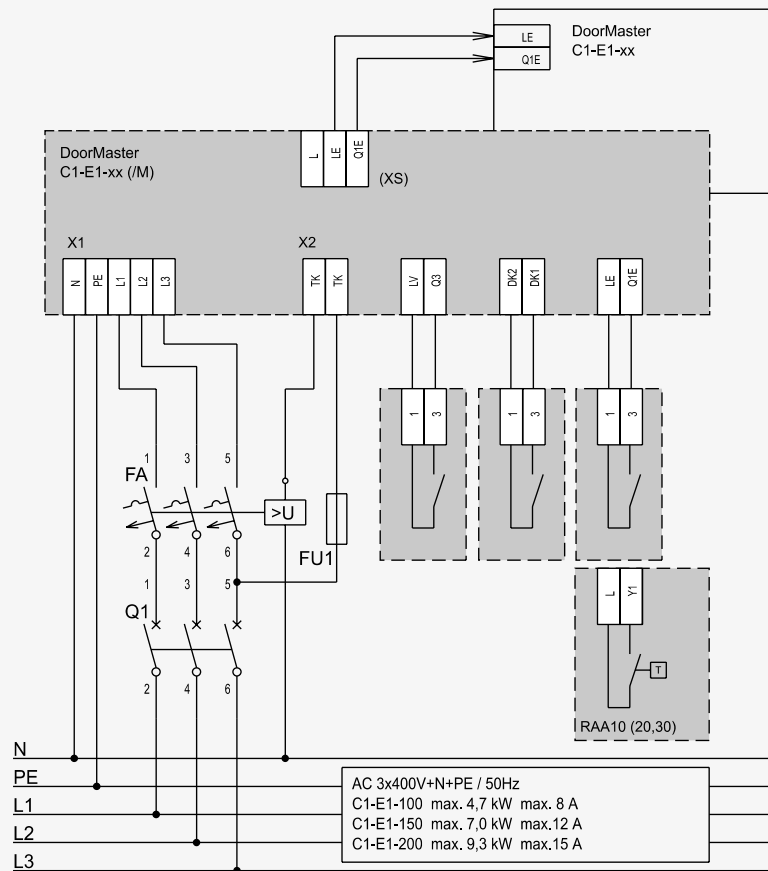 LE
Q1E
DoorMaster
C1-E1-xx
DoorMaster
C1-E1-xx (/M)
L
LE
Q1E
(XS)
X1
X2
N
PE
L1
L2
L3
TK
TK
LV
Q3
DK2
DK1
LE
Q1E
1
3
1
3
1
3
1
3
5
FA
>U
2
4
6
FU1
1
3
5
Q1
2
4
6
L
Y1
T
RAA10 (20,30)
N
PE
L1
L2
L3
AC 3x400V+N+PE / 50Hz
C1-E1-100 max. 4,7 kW max. 8 A
C1-E1-150 max. 7,0 kW max.12 A
C1-E1-200 max. 9,3 kW max.15 A